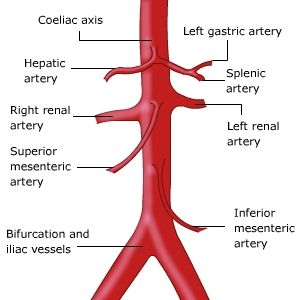 Coeliac axis
Left gastric artery
Hepatic
artery
Splenic
artery
Right renal
artery
Left renal
artery
Superior
mesenteric
artery
Inferior
mesenteric
artery
Bifurcation and
iliac vessels